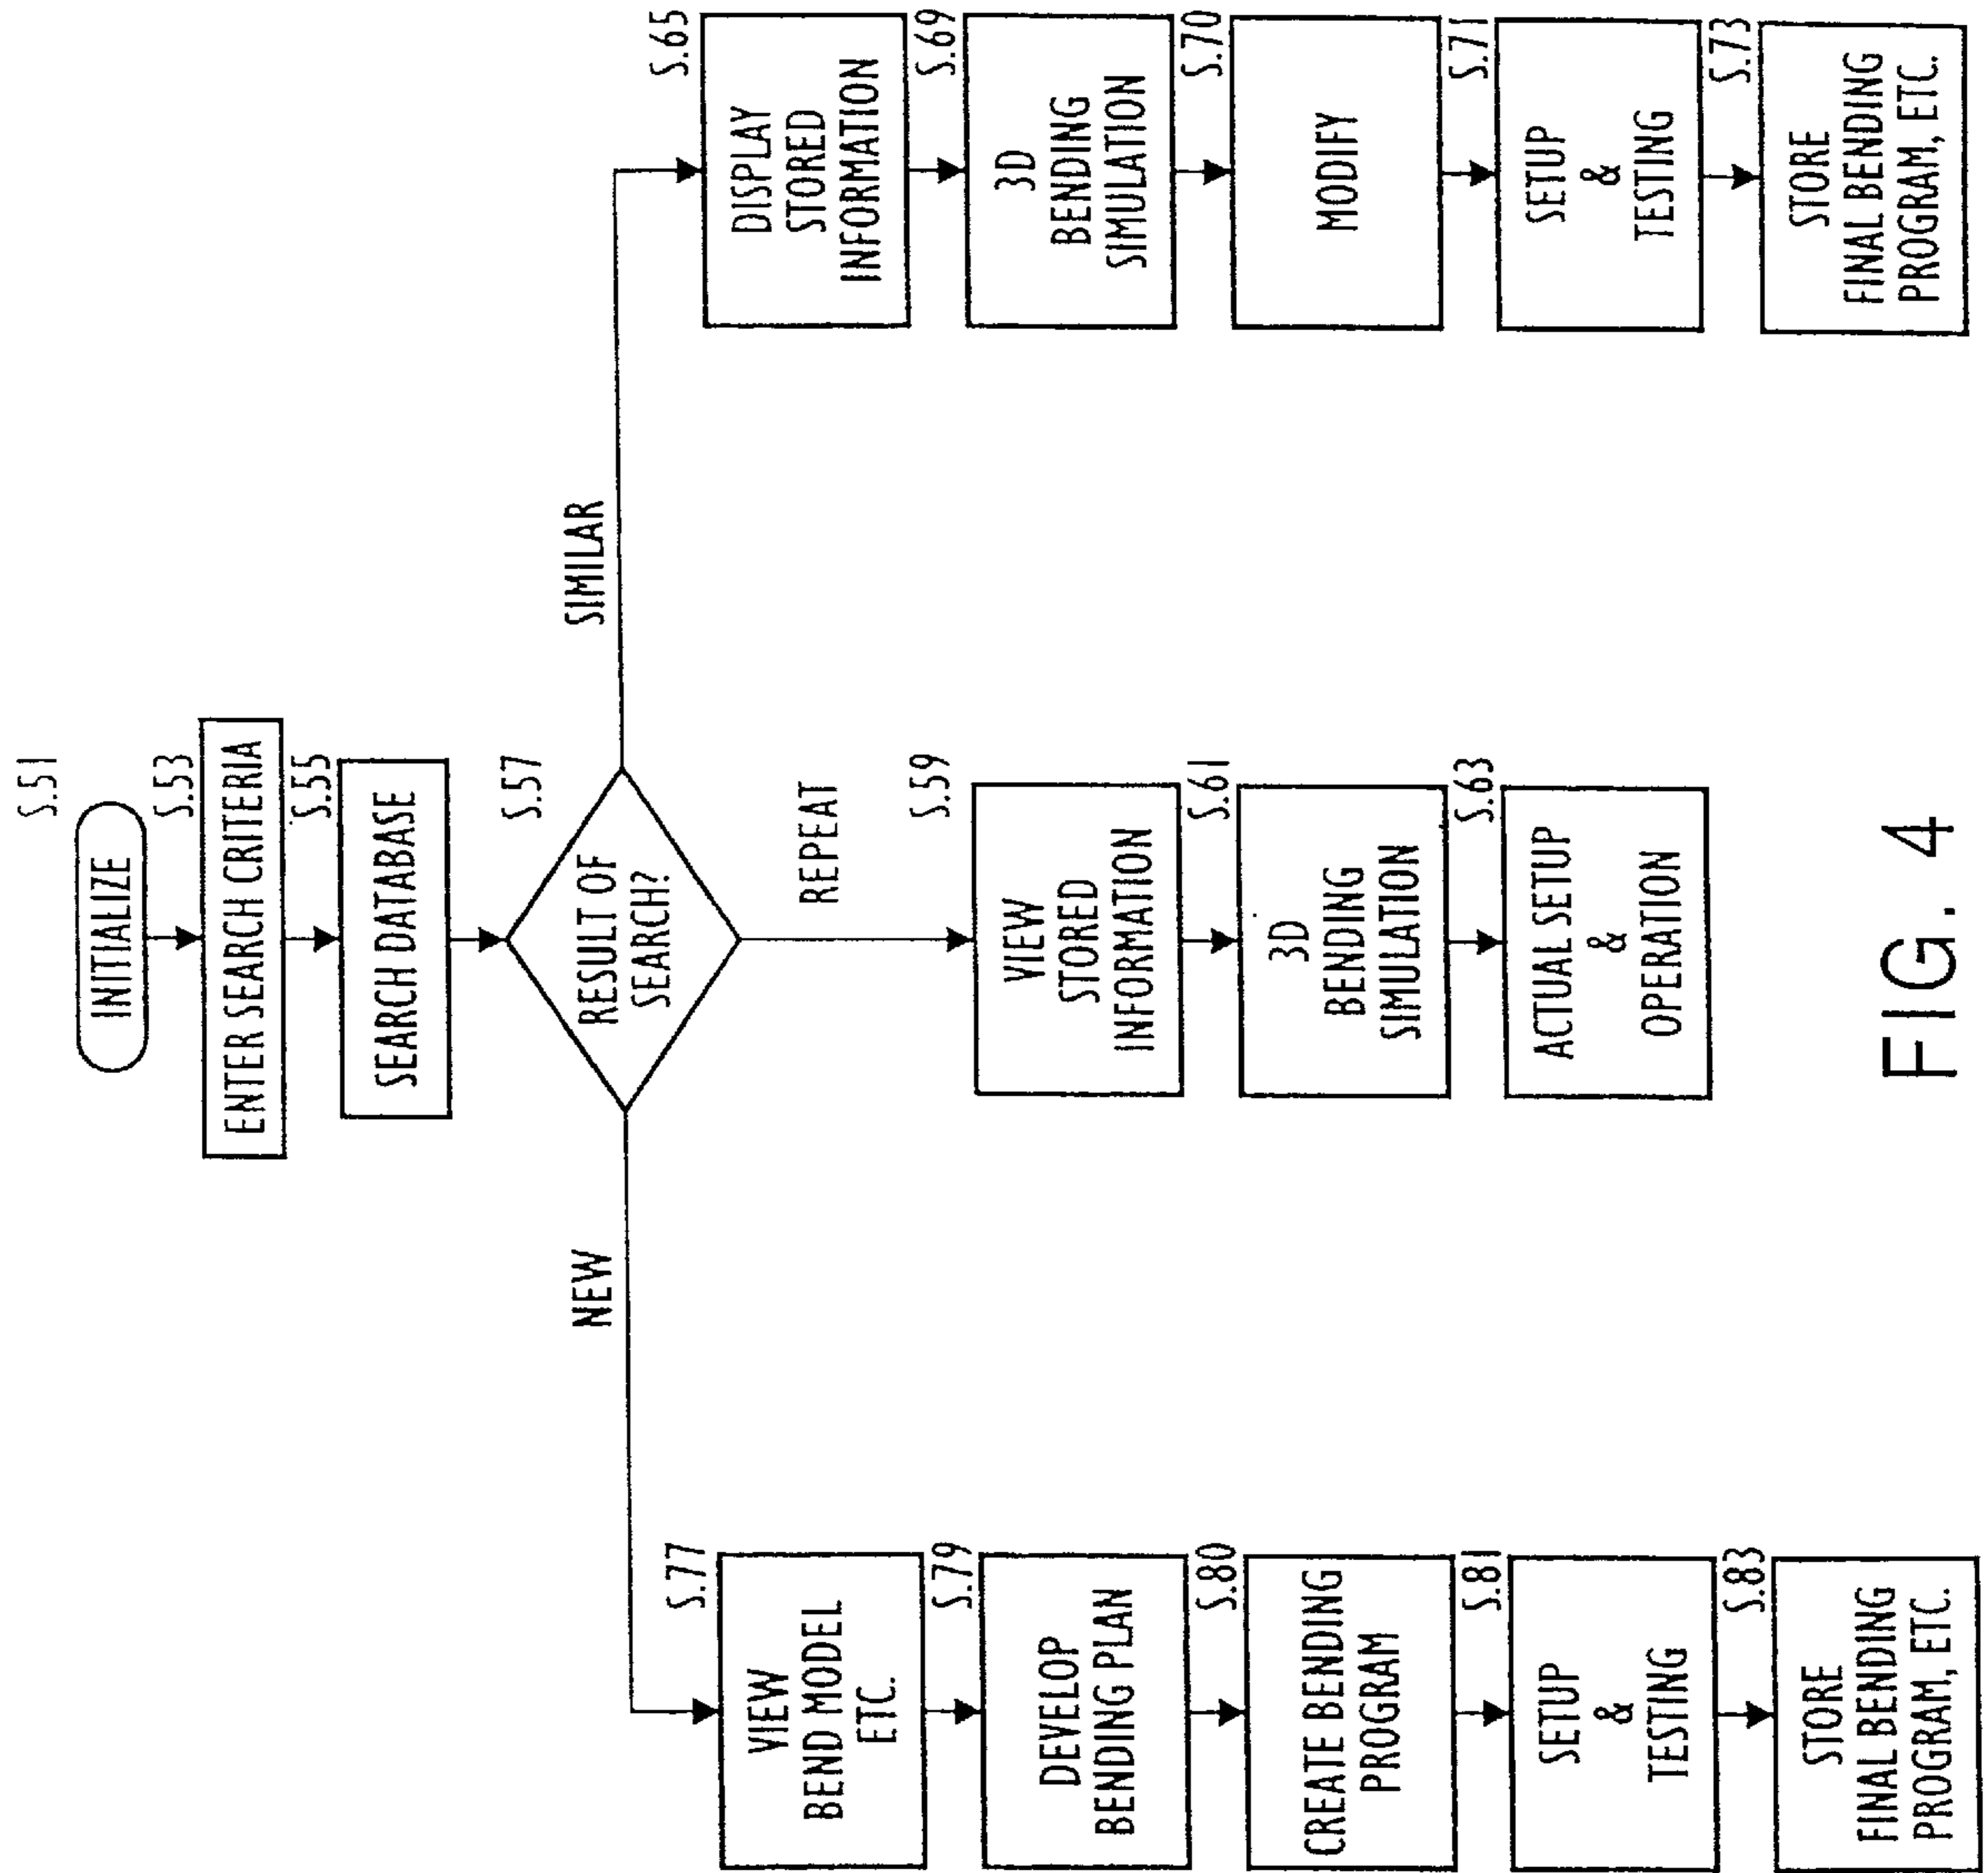 S.51
INITIALIZE
S.53
ENTER SEARCH CRITERIA
S.55
SEARCH DATABASE
S.57
RESULT OF
SEARCH?
NEW
REPEAT
SIMILAR
S.77
VIEW
BEND MODEL
ETC.
S.79
DEVELOP
BENDING PLAN
S.80
CREATE BENDING
PROGRAM
S.81
SETUP
&
TESTING
S.83
STORE
FINAL BENDING
PROGRAM, ETC.
S.59
VIEW
STORED
INFORMATION
S.61
3D
BENDING
SIMULATION
S.63
ACTUAL SETUP
&
OPERATION
S.65
DISPLAY
STORED
INFORMATION
S.69
3D
BENDING
SIMULATION
S.70
MODIFY
S.71
SETUP
&
TESTING
S.73
STORE
FINAL BENDING
PROGRAM, ETC.
FIG. 4